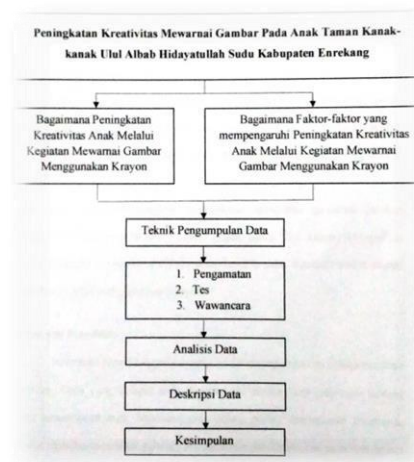 Peningkatan Kreativitas Mewarnai Gambar Pada Anak Taman Kanak-
kanak Ulul Albab Hidayatullah Sudu Kabupaten Enrekang
Bagaimana Peningkatan
Kreativitas Anak Melalui
Kegiatan Mewarnai Gambar
Menggunakan Krayon
Bagaimana Faktor-faktor yang
mempengaruhi Peningkatan Kreativitas
Anak Melalui Kegiatan Mewarnai
Gambar Menggunakan Krayon
Teknik Pengumpulan Data
1. Pengamatan
2. Tes
3. Wawancara
Analisis Data
Deskripsi Data
Kesimpulan